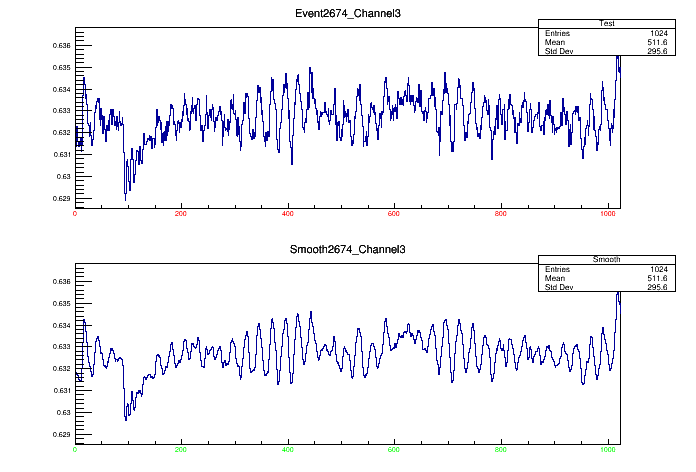 Event2674_Channel3
Test
Entries 1024
Mean 511.6
Std Dev 295.6
0.636
0.635
0.634
0.633
0.632
0.631
0.63
0.629
0 200 400 600 800 1000
Smooth2674_Channel3
Smooth
Entries 1024
Mean 511.6
Std Dev 295.6
0.636
0.635
0.634
0.633
0.632
0.631
0.63
0.629
0 200 400 600 800 1000